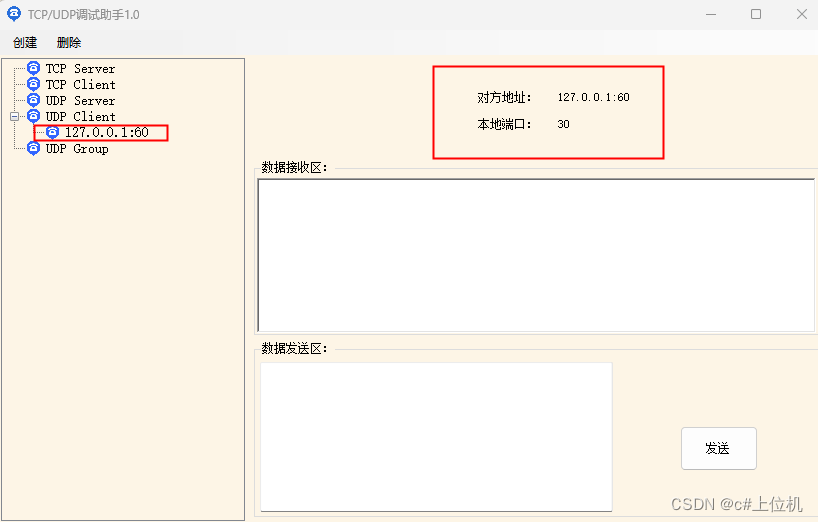 TCP/UDP调试助手1.0
创建 删除
TCP Server
TCP Client
UDP Server
UDP Client
127.0.0.1:60
UDP Group
对方地址: 127.0.0.1:60
本地端口: 30
数据接收区:
数据发送区:
发送
CSDN @c#上位机